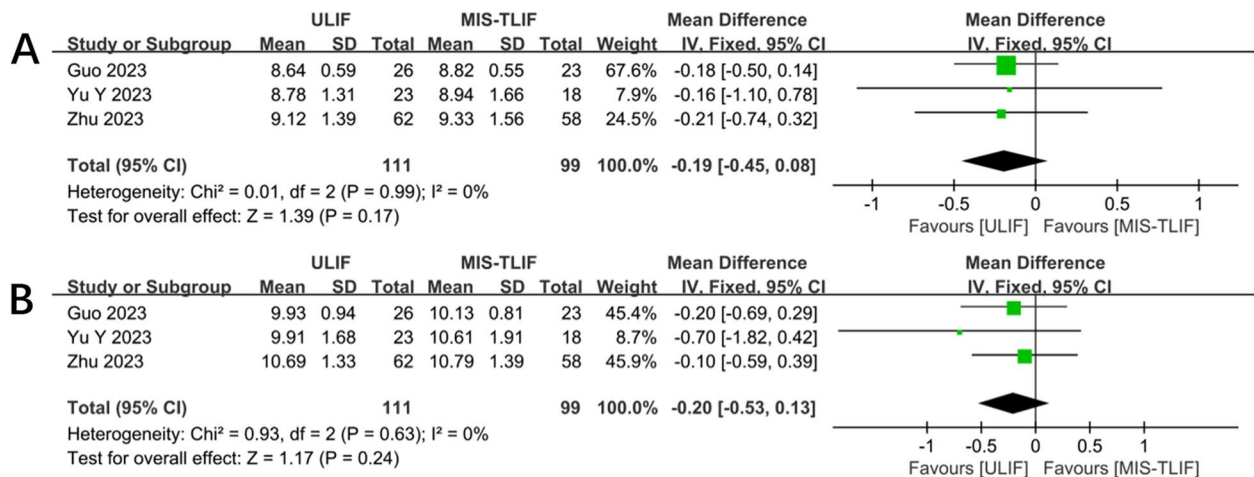 A
ULIF MIS-TLIF Mean Difference Mean Difference
Study or Subgroup Mean SD Total Mean SD Total Weight IV, Fixed, 95% CI IV, Fixed, 95% CI
Guo 2023 8.64 0.59 26 8.82 0.55 23 67.6% -0.18 [-0.50, 0.14]
Yu Y 2023 8.78 1.31 23 8.94 1.66 18 7.9% -0.16 [-1.10, 0.78]
Zhu 2023 9.12 1.39 62 9.33 1.56 58 24.5% -0.21 [-0.74, 0.32]
Total (95% CI) 111 99 100.0% -0.19 [-0.45, 0.08]
Heterogeneity: Chi² = 0.01, df = 2 (P = 0.99); I² = 0%
Test for overall effect: Z = 1.39 (P = 0.17)
-1 -0.5 0 0.5 1
Favours [ULIF] Favours [MIS-TLIF]
B
ULIF MIS-TLIF Mean Difference Mean Difference
Study or Subgroup Mean SD Total Mean SD Total Weight IV, Fixed, 95% CI IV, Fixed, 95% CI
Guo 2023 9.93 0.94 26 10.13 0.81 23 45.4% -0.20 [-0.69, 0.29]
Yu Y 2023 9.91 1.68 23 10.61 1.91 18 8.7% -0.70 [-1.82, 0.42]
Zhu 2023 10.69 1.33 62 10.79 1.39 58 45.9% -0.10 [-0.59, 0.39]
Total (95% CI) 111 99 100.0% -0.20 [-0.53, 0.13]
Heterogeneity: Chi² = 0.93, df = 2 (P = 0.63); I² = 0%
Test for overall effect: Z = 1.17 (P = 0.24)
-1 -0.5 0 0.5 1
Favours [ULIF] Favours [MIS-TLIF]